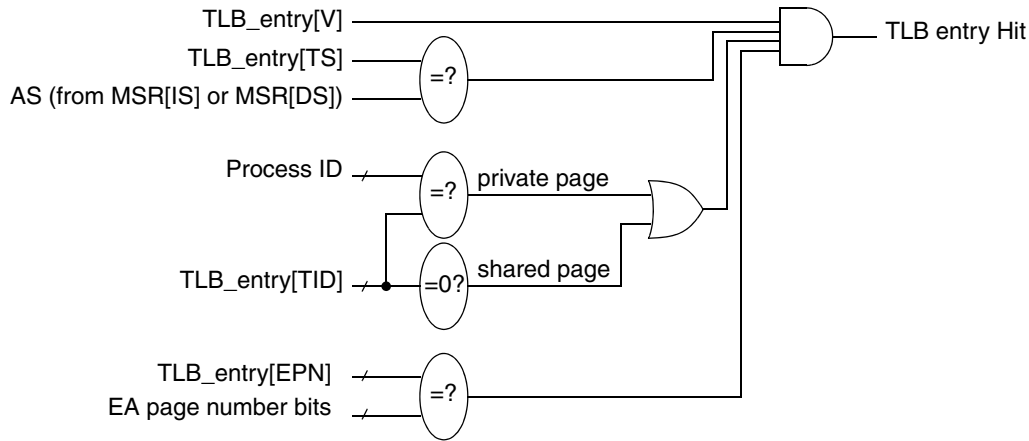 TLB_entry[V]
TLB entry Hit
TLB_entry[TS]
=?
AS (from MSR[IS] or MSR[DS])
Process ID
=?
private page
TLB_entry[TID]
=0?
shared page
TLB_entry[EPN]
=?
EA page number bits